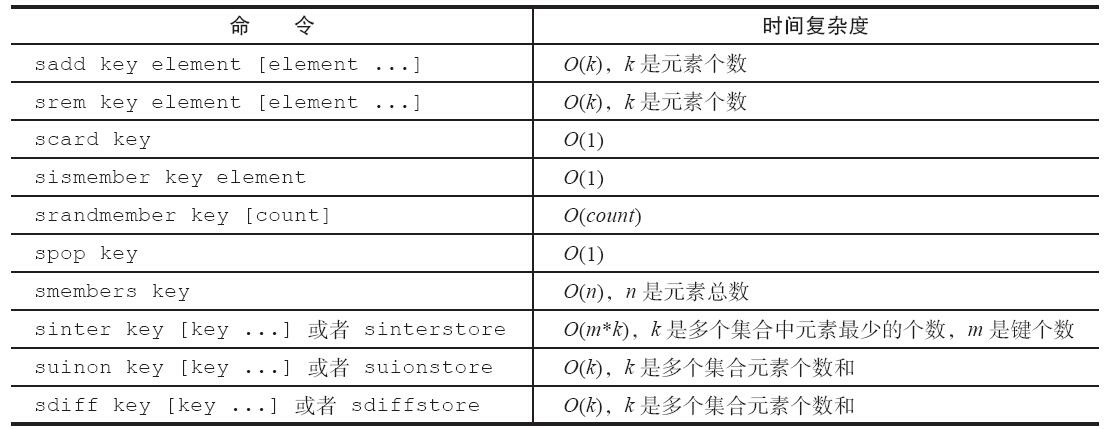 命 令 时间复杂度
sadd key element [element ...] O(k), k 是元素个数
srem key element [element ...] O(k), k 是元素个数
scard key O(1)
sismember key element O(1)
srandmember key [count] O(count)
spop key O(1)
smembers key O(n), n 是元素总数
sinter key [key ...] 或者 sinterstore O(m*k), k 是多个集合中元素最少的个数, m 是键个数
suinon key [key ...] 或者 suionstore O(k), k 是多个集合元素个数和
sdiff key [key ...] 或者 sdiffstore O(k), k 是多个集合元素个数和